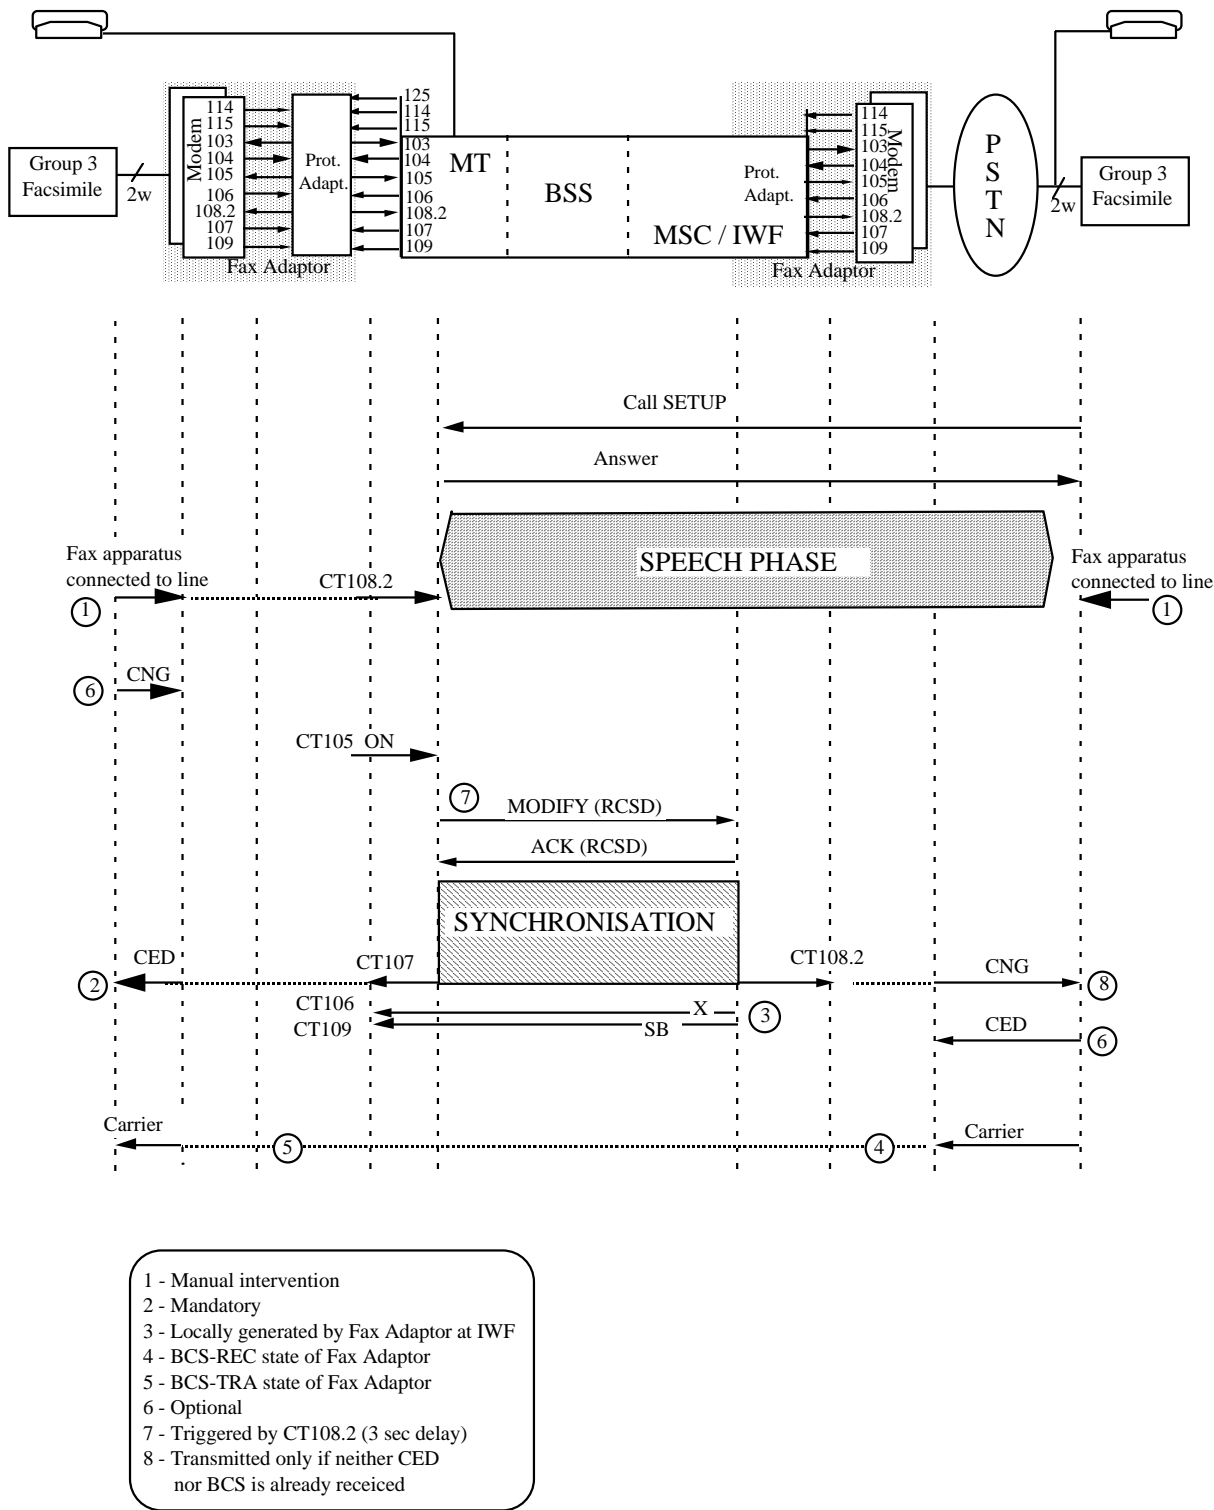 125
114
115
103
104
105
106
108.2
107
109
Modem
Prot.
Adapt.
114
115
103
104
105
106
108.2
107
109
MT
BSS
Prot.
Adapt.
MSC / IWF
114
115
103
104
105
106
108.2
107
109
Modem
P
S
T
N
Group 3
Facsimile
2w
Group 3
Facsimile
2w
Fax Adaptor
Fax Adaptor
Call SETUP
Answer
SPEECH PHASE
Fax apparatus
connected to line
1
CT108.2
Fax apparatus
connected to line
1
CNG
6
CT105 ON
7
MODIFY (RCSD)
ACK (RCSD)
SYNCHRONISATION
CED
2
CT107
CT108.2
CNG
8
CT106
X
3
CT109
SB
CED
6
Carrier
5
4
Carrier
1 - Manual intervention
2 - Mandatory
3 - Locally generated by Fax Adaptor at IWF
4 - BCS-REC state of Fax Adaptor
5 - BCS-TRA state of Fax Adaptor
6 - Optional
7 - Triggered by CT108.2 (3 sec delay)
8 - Transmitted only if neither CED
nor BCS is already receiced